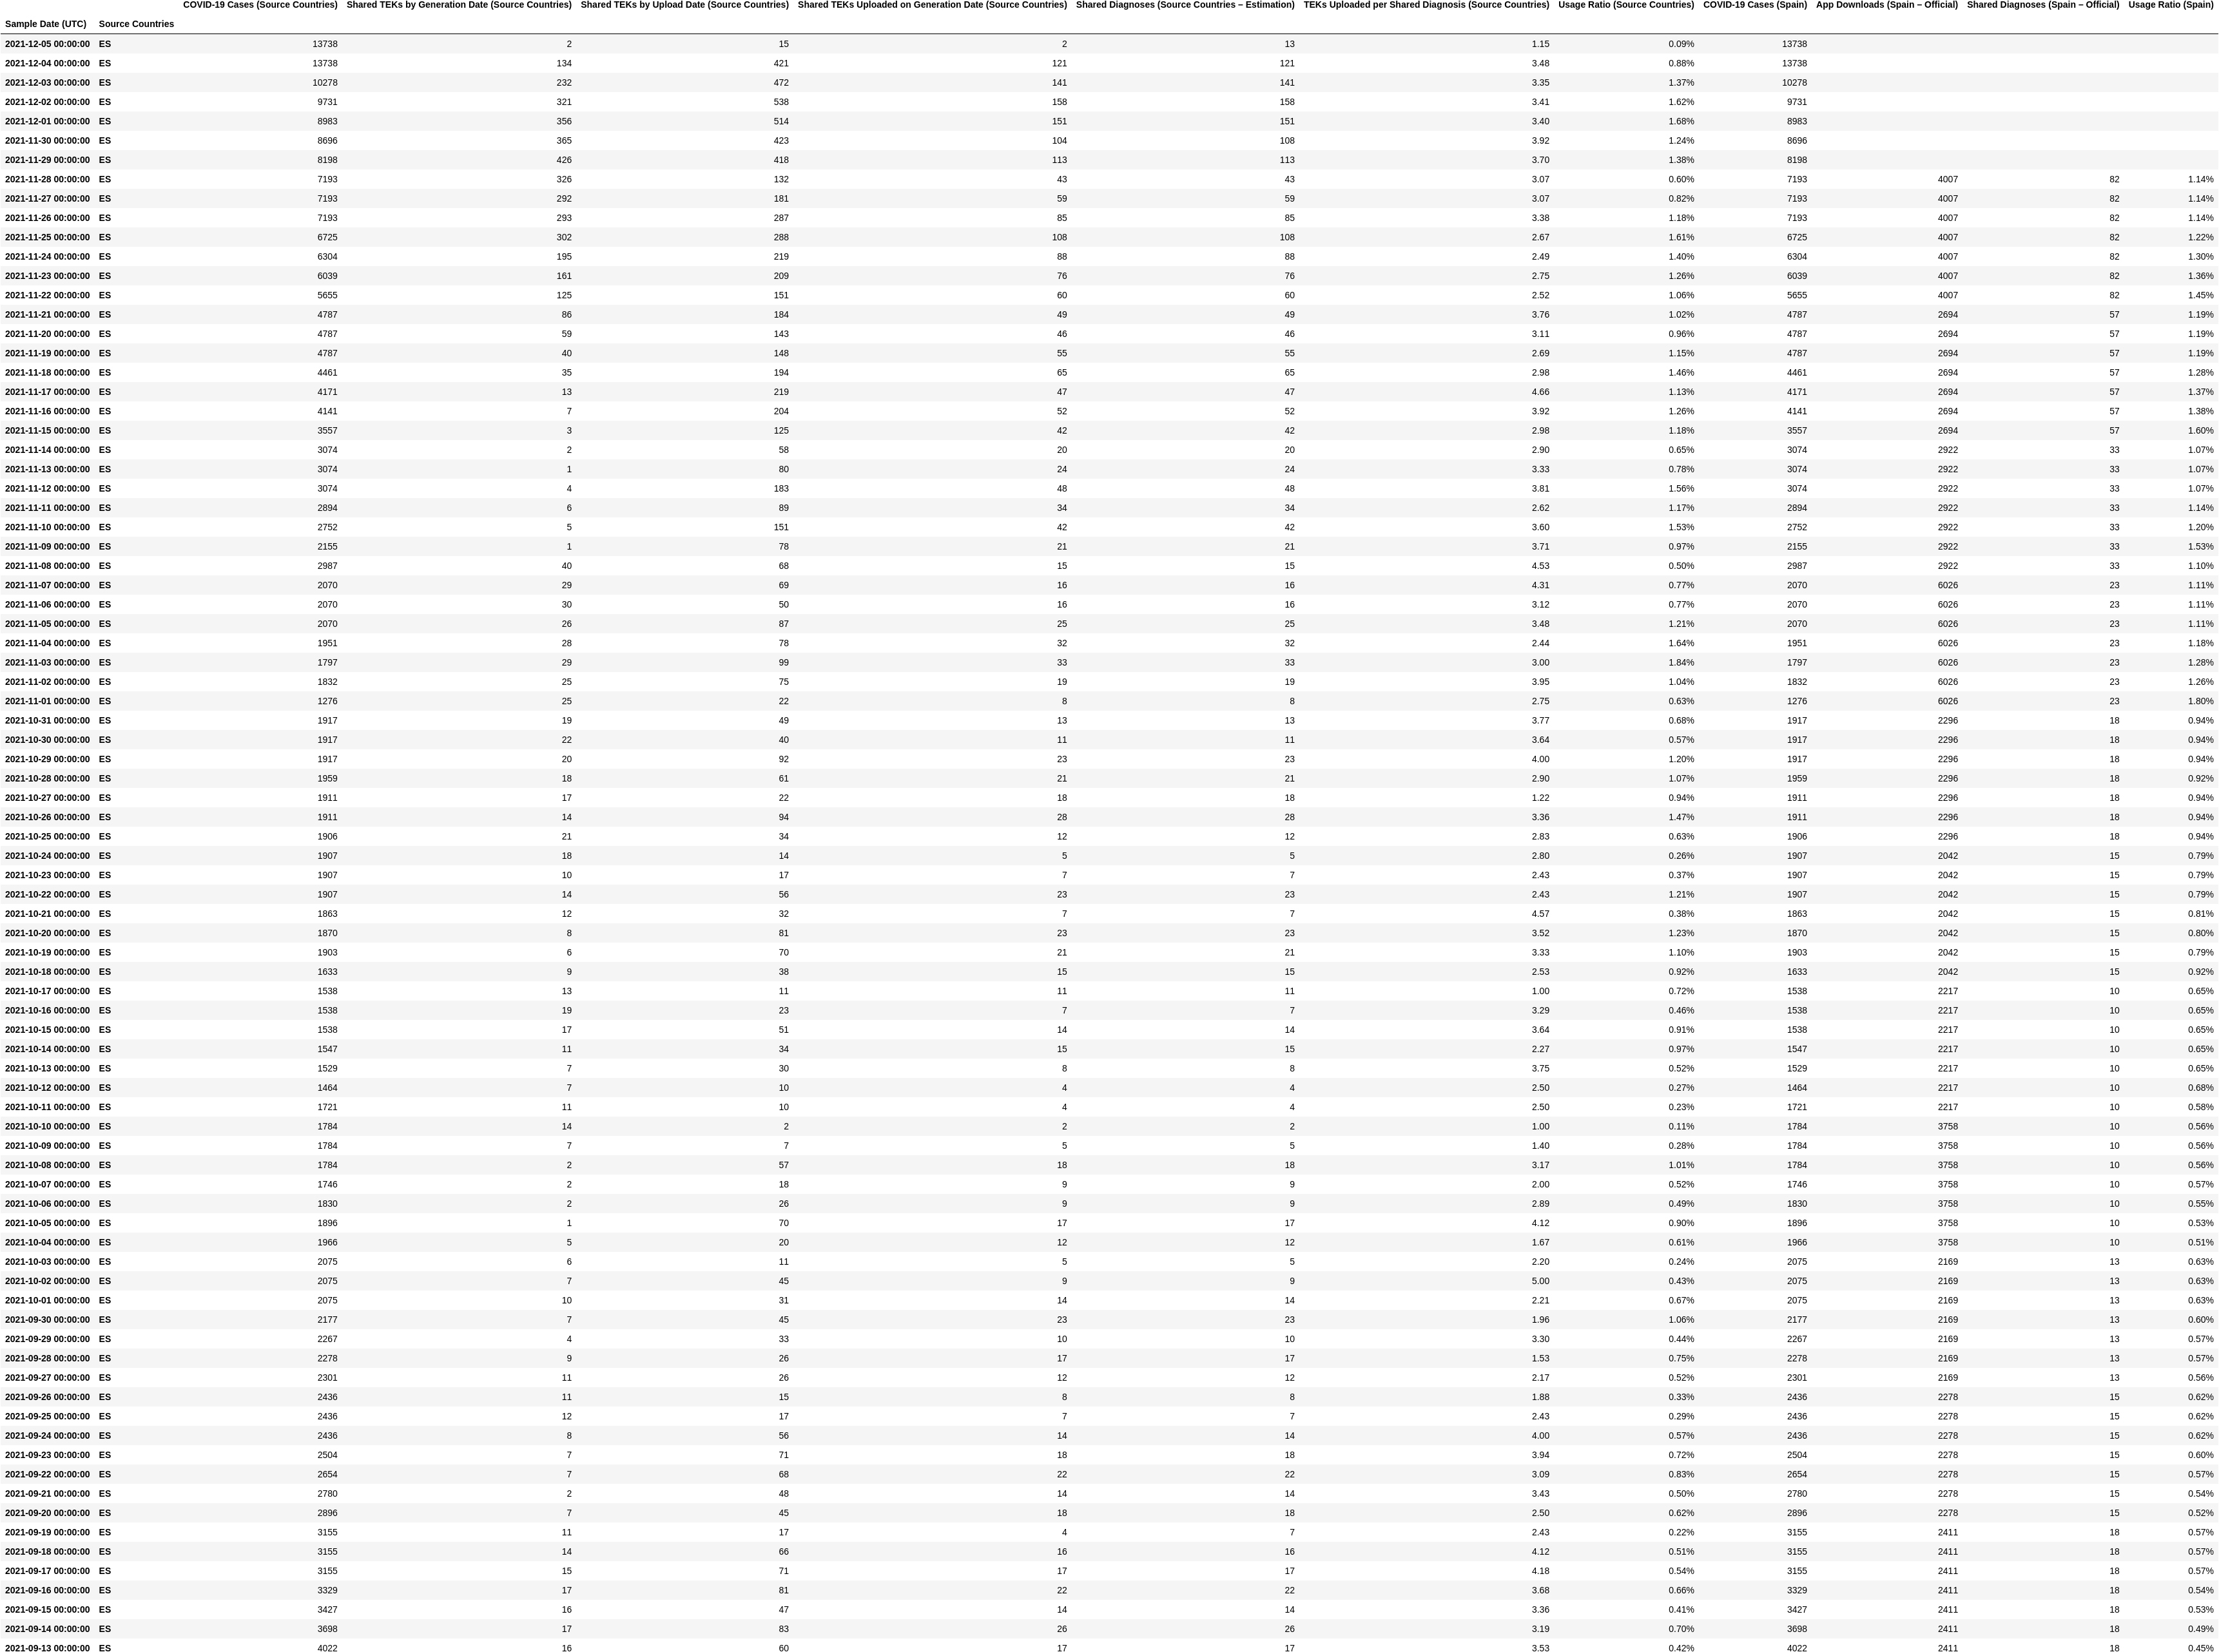 COVID-19 Cases (Source Countries) Shared TEKs by Generation Date (Source Countries) Shared TEKs by Upload Date (Source Countries) Shared TEKs Uploaded on Generation Date (Source Countries) Shared Diagnoses (Source Countries – Estimation) TEKs Uploaded per Shared Diagnosis (Source Countries) Usage Ratio (Source Countries) COVID-19 Cases (Spain) App Downloads (Spain – Official) Shared Diagnoses (Spain – Official) Usage Ratio (Spain)
Sample Date (UTC) Source Countries
2021-12-05 00:00:00 ES 13738 2 15 2 13 1.15 0.09% 13738
2021-12-04 00:00:00 ES 13738 134 421 121 121 3.48 0.88% 13738
2021-12-03 00:00:00 ES 10278 232 472 141 141 3.35 1.37% 10278
2021-12-02 00:00:00 ES 9731 321 538 158 158 3.41 1.62% 9731
2021-12-01 00:00:00 ES 8983 356 514 151 151 3.40 1.68% 8983
2021-11-30 00:00:00 ES 8696 365 423 104 108 3.92 1.24% 8696
2021-11-29 00:00:00 ES 8198 426 418 113 113 3.70 1.38% 8198
2021-11-28 00:00:00 ES 7193 326 132 43 43 3.07 0.60% 7193 4007 82 1.14%
2021-11-27 00:00:00 ES 7193 292 181 59 59 3.07 0.82% 7193 4007 82 1.14%
2021-11-26 00:00:00 ES 7193 293 287 85 85 3.38 1.18% 7193 4007 82 1.14%
2021-11-25 00:00:00 ES 6725 302 288 108 108 2.67 1.61% 6725 4007 82 1.22%
2021-11-24 00:00:00 ES 6304 195 219 88 88 2.49 1.40% 6304 4007 82 1.30%
2021-11-23 00:00:00 ES 6039 161 209 76 76 2.75 1.26% 6039 4007 82 1.36%
2021-11-22 00:00:00 ES 5655 125 151 60 60 2.52 1.06% 5655 4007 82 1.45%
2021-11-21 00:00:00 ES 4787 86 184 49 49 3.76 1.02% 4787 2694 57 1.19%
2021-11-20 00:00:00 ES 4787 59 143 46 46 3.11 0.96% 4787 2694 57 1.19%
2021-11-19 00:00:00 ES 4787 40 148 55 55 2.69 1.15% 4787 2694 57 1.19%
2021-11-18 00:00:00 ES 4461 35 194 65 65 2.98 1.46% 4461 2694 57 1.28%
2021-11-17 00:00:00 ES 4171 13 219 47 47 4.66 1.13% 4171 2694 57 1.37%
2021-11-16 00:00:00 ES 4141 7 204 52 52 3.92 1.26% 4141 2694 57 1.38%
2021-11-15 00:00:00 ES 3557 3 125 42 42 2.98 1.18% 3557 2694 57 1.60%
2021-11-14 00:00:00 ES 3074 2 58 20 20 2.90 0.65% 3074 2922 33 1.07%
2021-11-13 00:00:00 ES 3074 1 80 24 24 3.33 0.78% 3074 2922 33 1.07%
2021-11-12 00:00:00 ES 3074 4 183 48 48 3.81 1.56% 3074 2922 33 1.07%
2021-11-11 00:00:00 ES 2894 6 89 34 34 2.62 1.17% 2894 2922 33 1.14%
2021-11-10 00:00:00 ES 2752 5 151 42 42 3.60 1.53% 2752 2922 33 1.20%
2021-11-09 00:00:00 ES 2155 1 78 21 21 3.71 0.97% 2155 2922 33 1.53%
2021-11-08 00:00:00 ES 2987 40 68 15 15 4.53 0.50% 2987 2922 33 1.10%
2021-11-07 00:00:00 ES 2070 29 69 16 16 4.31 0.77% 2070 6026 23 1.11%
2021-11-06 00:00:00 ES 2070 30 50 16 16 3.12 0.77% 2070 6026 23 1.11%
2021-11-05 00:00:00 ES 2070 26 87 25 25 3.48 1.21% 2070 6026 23 1.11%
2021-11-04 00:00:00 ES 1951 28 78 32 32 2.44 1.64% 1951 6026 23 1.18%
2021-11-03 00:00:00 ES 1797 29 99 33 33 3.00 1.84% 1797 6026 23 1.28%
2021-11-02 00:00:00 ES 1832 25 75 19 19 3.95 1.04% 1832 6026 23 1.26%
2021-11-01 00:00:00 ES 1276 25 22 8 8 2.75 0.63% 1276 6026 23 1.80%
2021-10-31 00:00:00 ES 1917 19 49 13 13 3.77 0.68% 1917 2296 18 0.94%
2021-10-30 00:00:00 ES 1917 22 40 11 11 3.64 0.57% 1917 2296 18 0.94%
2021-10-29 00:00:00 ES 1917 20 92 23 23 4.00 1.20% 1917 2296 18 0.94%
2021-10-28 00:00:00 ES 1959 18 61 21 21 2.90 1.07% 1959 2296 18 0.92%
2021-10-27 00:00:00 ES 1911 17 22 18 18 1.22 0.94% 1911 2296 18 0.94%
2021-10-26 00:00:00 ES 1911 14 94 28 28 3.36 1.47% 1911 2296 18 0.94%
2021-10-25 00:00:00 ES 1906 21 34 12 12 2.83 0.63% 1906 2296 18 0.94%
2021-10-24 00:00:00 ES 1907 18 14 5 5 2.80 0.26% 1907 2042 15 0.79%
2021-10-23 00:00:00 ES 1907 10 17 7 7 2.43 0.37% 1907 2042 15 0.79%
2021-10-22 00:00:00 ES 1907 14 56 23 23 2.43 1.21% 1907 2042 15 0.79%
2021-10-21 00:00:00 ES 1863 12 32 7 7 4.57 0.38% 1863 2042 15 0.81%
2021-10-20 00:00:00 ES 1870 8 81 23 23 3.52 1.23% 1870 2042 15 0.80%
2021-10-19 00:00:00 ES 1903 6 70 21 21 3.33 1.10% 1903 2042 15 0.79%
2021-10-18 00:00:00 ES 1633 9 38 15 15 2.53 0.92% 1633 2042 15 0.92%
2021-10-17 00:00:00 ES 1538 13 11 11 11 1.00 0.72% 1538 2217 10 0.65%
2021-10-16 00:00:00 ES 1538 19 23 7 7 3.29 0.46% 1538 2217 10 0.65%
2021-10-15 00:00:00 ES 1538 17 51 14 14 3.64 0.91% 1538 2217 10 0.65%
2021-10-14 00:00:00 ES 1547 11 34 15 15 2.27 0.97% 1547 2217 10 0.65%
2021-10-13 00:00:00 ES 1529 7 30 8 8 3.75 0.52% 1529 2217 10 0.65%
2021-10-12 00:00:00 ES 1464 7 10 4 4 2.50 0.27% 1464 2217 10 0.68%
2021-10-11 00:00:00 ES 1721 11 10 4 4 2.50 0.23% 1721 2217 10 0.58%
2021-10-10 00:00:00 ES 1784 14 2 2 2 1.00 0.11% 1784 3758 10 0.56%
2021-10-09 00:00:00 ES 1784 7 7 5 5 1.40 0.28% 1784 3758 10 0.56%
2021-10-08 00:00:00 ES 1784 2 57 18 18 3.17 1.01% 1784 3758 10 0.56%
2021-10-07 00:00:00 ES 1746 2 18 9 9 2.00 0.52% 1746 3758 10 0.57%
2021-10-06 00:00:00 ES 1830 2 26 9 9 2.89 0.49% 1830 3758 10 0.55%
2021-10-05 00:00:00 ES 1896 1 70 17 17 4.12 0.90% 1896 3758 10 0.53%
2021-10-04 00:00:00 ES 1966 5 20 12 12 1.67 0.61% 1966 3758 10 0.51%
2021-10-03 00:00:00 ES 2075 6 11 5 5 2.20 0.24% 2075 2169 13 0.63%
2021-10-02 00:00:00 ES 2075 7 45 9 9 5.00 0.43% 2075 2169 13 0.63%
2021-10-01 00:00:00 ES 2075 10 31 14 14 2.21 0.67% 2075 2169 13 0.63%
2021-09-30 00:00:00 ES 2177 7 45 23 23 1.96 1.06% 2177 2169 13 0.60%
2021-09-29 00:00:00 ES 2267 4 33 10 10 3.30 0.44% 2267 2169 13 0.57%
2021-09-28 00:00:00 ES 2278 9 26 17 17 1.53 0.75% 2278 2169 13 0.57%
2021-09-27 00:00:00 ES 2301 11 26 12 12 2.17 0.52% 2301 2169 13 0.56%
2021-09-26 00:00:00 ES 2436 11 15 8 8 1.88 0.33% 2436 2278 15 0.62%
2021-09-25 00:00:00 ES 2436 12 17 7 7 2.43 0.29% 2436 2278 15 0.62%
2021-09-24 00:00:00 ES 2436 8 56 14 14 4.00 0.57% 2436 2278 15 0.62%
2021-09-23 00:00:00 ES 2504 7 71 18 18 3.94 0.72% 2504 2278 15 0.60%
2021-09-22 00:00:00 ES 2654 7 68 22 22 3.09 0.83% 2654 2278 15 0.57%
2021-09-21 00:00:00 ES 2780 2 48 14 14 3.43 0.50% 2780 2278 15 0.54%
2021-09-20 00:00:00 ES 2896 7 45 18 18 2.50 0.62% 2896 2278 15 0.52%
2021-09-19 00:00:00 ES 3155 11 17 4 7 2.43 0.22% 3155 2411 18 0.57%
2021-09-18 00:00:00 ES 3155 14 66 16 16 4.12 0.51% 3155 2411 18 0.57%
2021-09-17 00:00:00 ES 3155 15 71 17 17 4.18 0.54% 3155 2411 18 0.57%
2021-09-16 00:00:00 ES 3329 17 81 22 22 3.68 0.66% 3329 2411 18 0.54%
2021-09-15 00:00:00 ES 3427 16 47 14 14 3.36 0.41% 3427 2411 18 0.53%
2021-09-14 00:00:00 ES 3698 17 83 26 26 3.19 0.70% 3698 2411 18 0.49%
2021-09-13 00:00:00 ES 4022 16 60 17 17 3.53 0.42% 4022 2411 18 0.45%